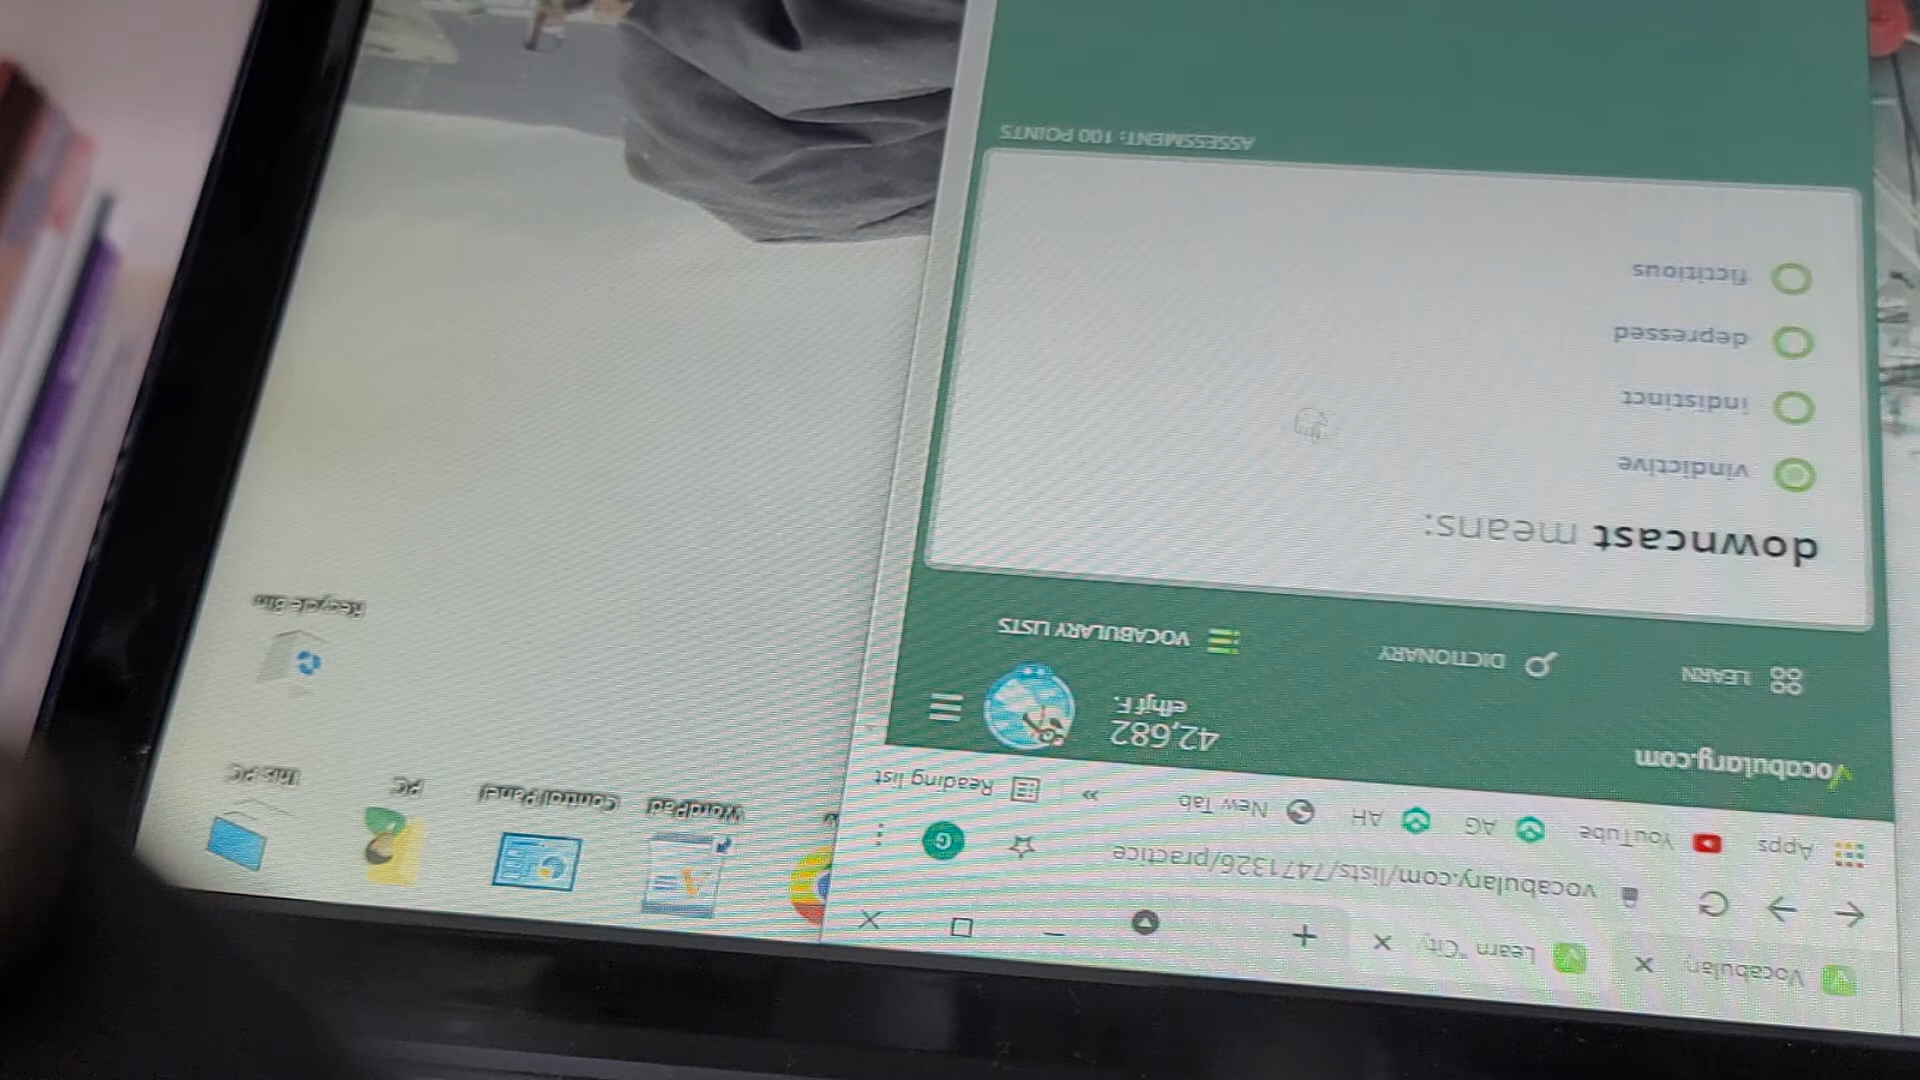 Vocabulary
Learn "City
vocabulary.com/lists/7471326/practice
Apps
YouTube
AG
AH
New Tab
»
Reading list
Vocabulary.com
42,682
efhjf F.
LEARN
DICTIONARY
VOCABULARY LISTS
downcast means:
vindictive
indistinct
depressed
fictitious
ASSESSMENT: 100 POINTS
WordPad
Control Panel
PC
This PC
Recycle Bin